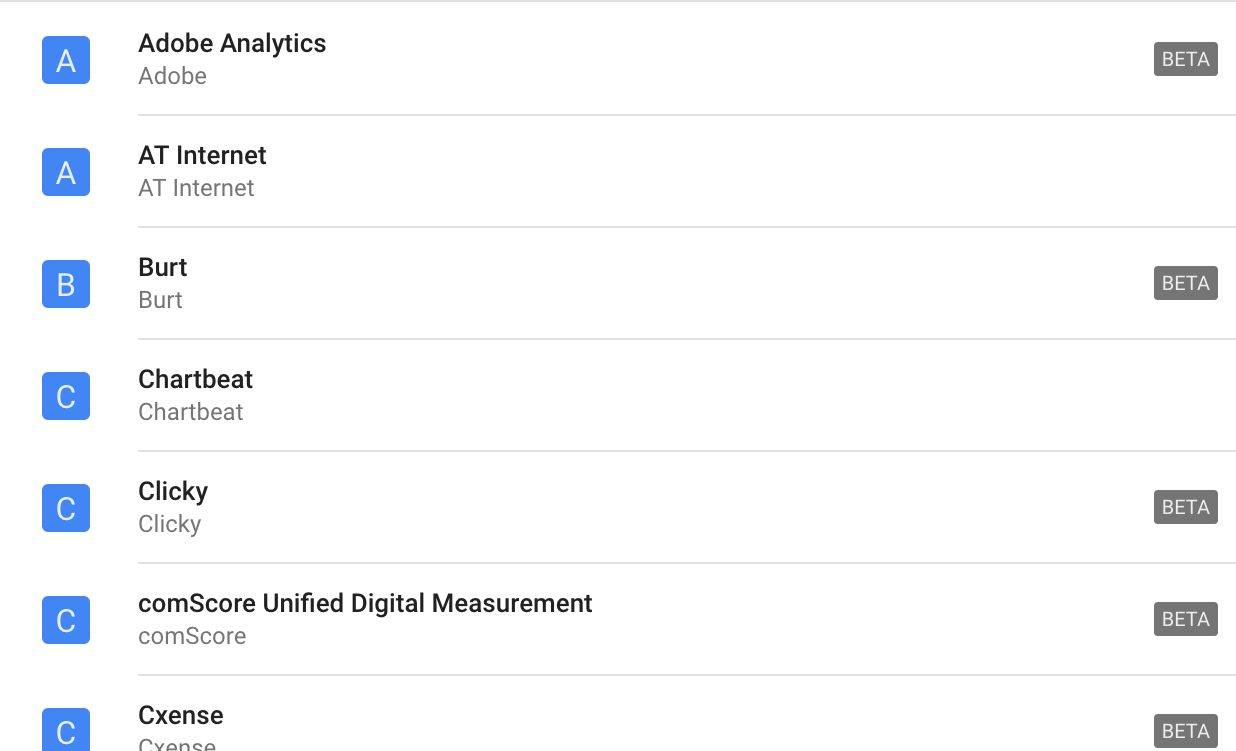 A
Adobe Analytics
Adobe
BETA
A
AT Internet
AT Internet
B
Burt
Burt
BETA
C
Chartbeat
Chartbeat
C
Clicky
Clicky
BETA
C
comScore Unified Digital Measurement
comScore
BETA
C
Cxense
Cxense
BETA